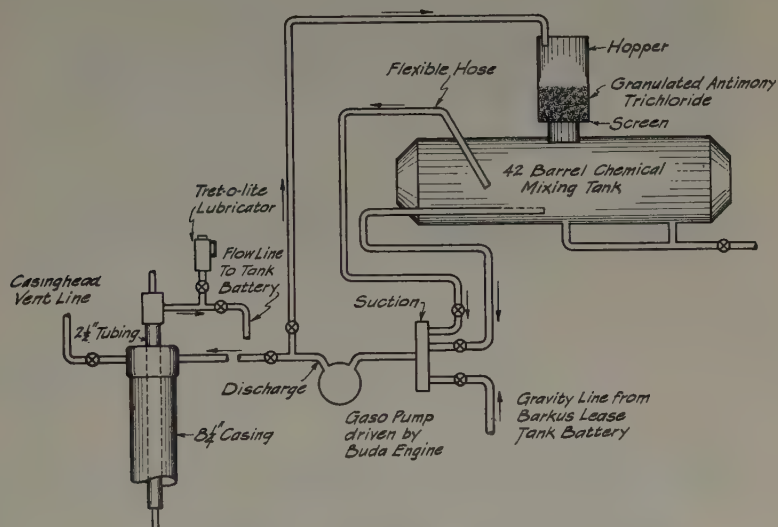 Hopper
Flexible Hose
Granulated Antimony
Trichloride
Screen
42 Barrel Chemical
Mixing Tank
Tret-o-lite
Lubricator
Flow Line
To Tank
Battery
Casinghead
Vent Line
2½" Tubing
Suction
Discharge
8¼" Casing
Gaso Pump
driven by
Buda Engine
Gravity Line from
Barkus Lease
Tank Battery